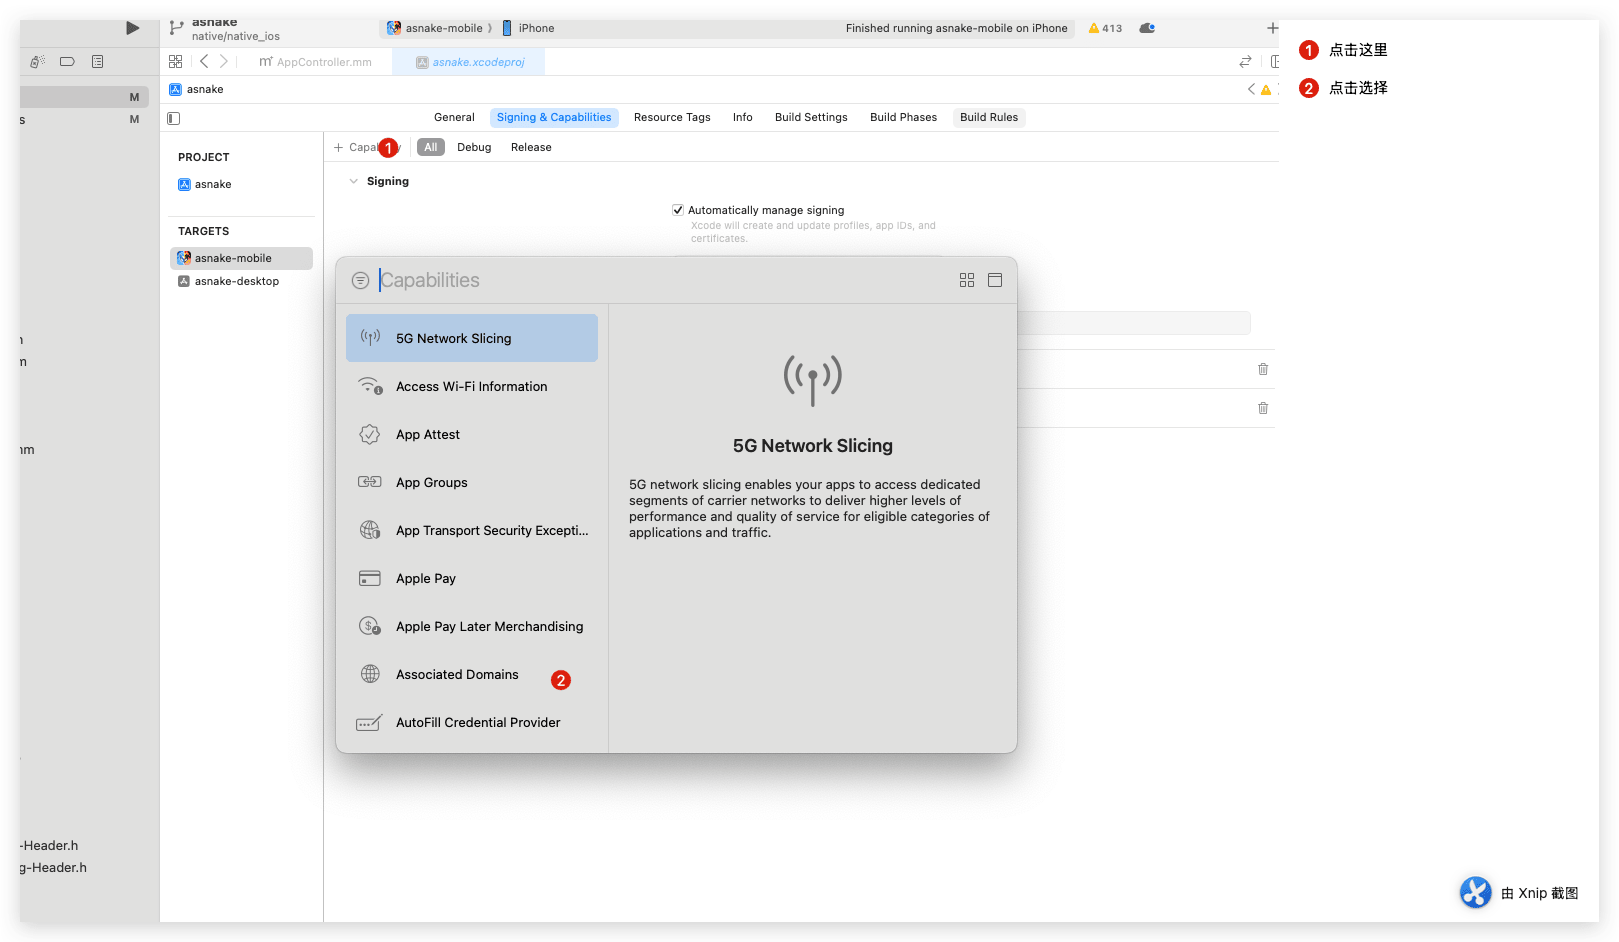 asnake
native/native_ios
asnake-mobile
iPhone
Finished running asnake-mobile on iPhone
413
AppController.mm
asnake.xcodeproj
asnake
M
M
s
General
Signing & Capabilities
Resource Tags
Info
Build Settings
Build Phases
Build Rules
1
All
Debug
Release
PROJECT
asnake
TARGETS
asnake-mobile
asnake-desktop
Signing
Automatically manage signing
Xcode will create and update profiles, app IDs, and
certificates.
Capabilities
5G Network Slicing
Access Wi-Fi Information
App Attest
App Groups
App Transport Security Excepti...
Apple Pay
Apple Pay Later Merchandising
Associated Domains
2
AutoFill Credential Provider
5G Network Slicing
5G network slicing enables your apps to access dedicated
segments of carrier networks to deliver higher levels of
performance and quality of service for eligible categories of
applications and traffic.
m
-Header.h
g-Header.h
1 点击这里
2 点击选择
由 Xnip 截图